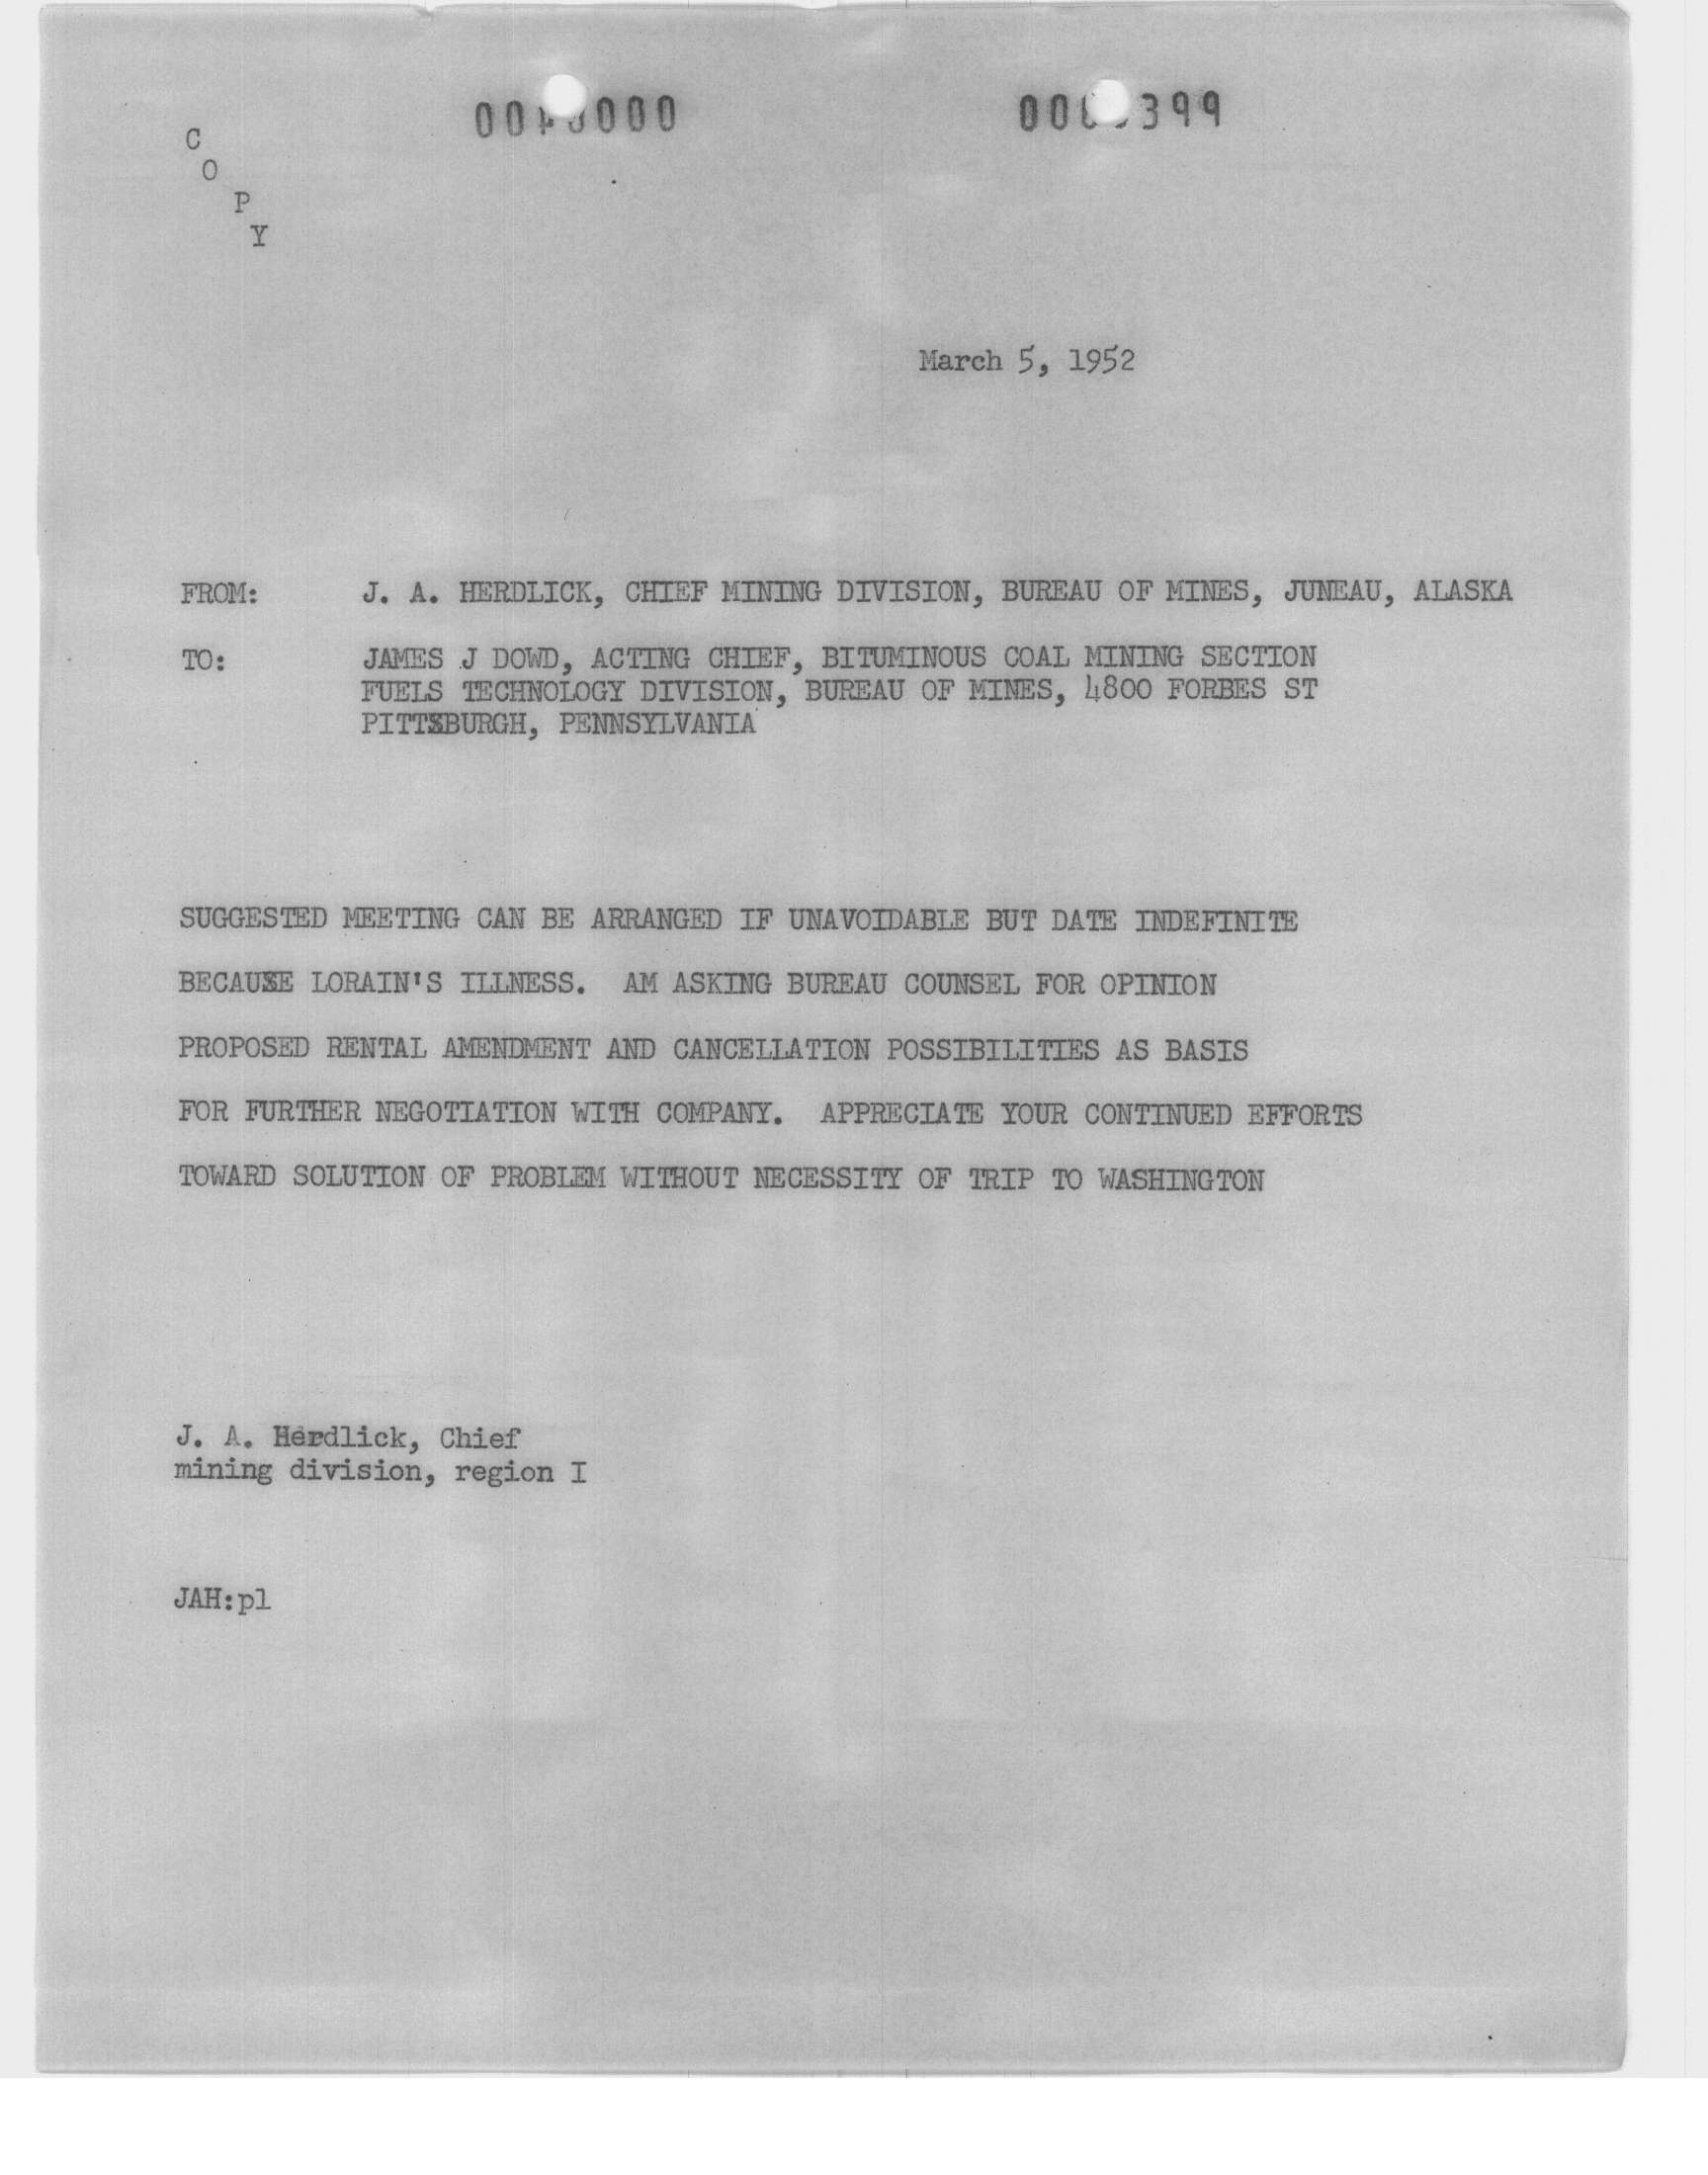 C
O
P
Y
March 5, 1952
FROM: J. A. HERDLICK, CHIEF MINING DIVISION, BUREAU OF MINES, JUNEAU, ALASKA
TO: JAMES J DOWD, ACTING CHIEF, BITUMINOUS COAL MINING SECTION
FUELS TECHNOLOGY DIVISION, BUREAU OF MINES, 4800 FORBES ST
PITTSBURGH, PENNSYLVANIA
SUGGESTED MEETING CAN BE ARRANGED IF UNAVOIDABLE BUT DATE INDEFINITE
BECAUSE LORAIN'S ILLNESS. AM ASKING BUREAU COUNSEL FOR OPINION
PROPOSED RENTAL AMENDMENT AND CANCELLATION POSSIBILITIES AS BASIS
FOR FURTHER NEGOTIATION WITH COMPANY. APPRECIATE YOUR CONTINUED EFFORTS
TOWARD SOLUTION OF PROBLEM WITHOUT NECESSITY OF TRIP TO WASHINGTON
J. A. Herdlick, Chief
mining division, region I
JAH:pl